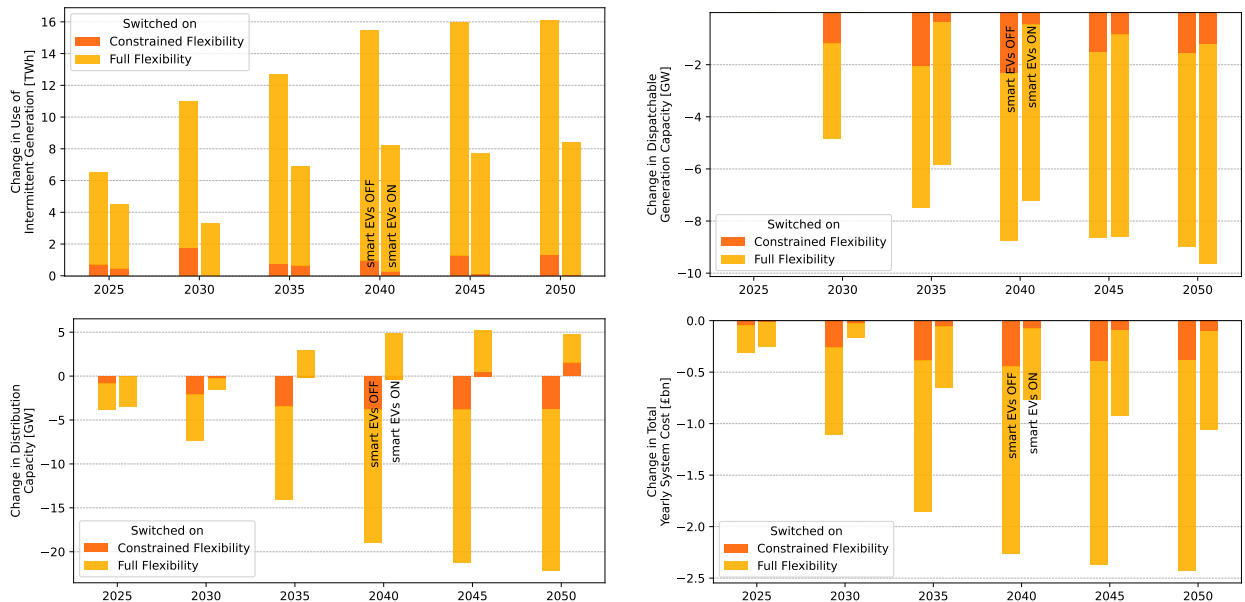 Change in Use of
Intermittent Generation [TWh]
16
14
12
10
8
6
4
2
0
Switched on
Constrained Flexibility
Full Flexibility
smart EVs OFF
smart EVs ON
2025
2030
2035
2040
2045
2050
Change in Dispatchable
Generation Capacity [GW]
−2
−4
−6
−8
−10
smart EVs OFF
smart EVs ON
Switched on
Constrained Flexibility
Full Flexibility
2025
2030
2035
2040
2045
2050
Change in Distribution
Capacity [GW]
5
0
−5
−10
−15
−20
smart EVs OFF
smart EVs ON
Switched on
Constrained Flexibility
Full Flexibility
2025
2030
2035
2040
2045
2050
Change in Total
Yearly System Cost [£bn]
0.0
−0.5
−1.0
−1.5
−2.0
−2.5
smart EVs OFF
smart EVs ON
Switched on
Constrained Flexibility
Full Flexibility
2025
2030
2035
2040
2045
2050